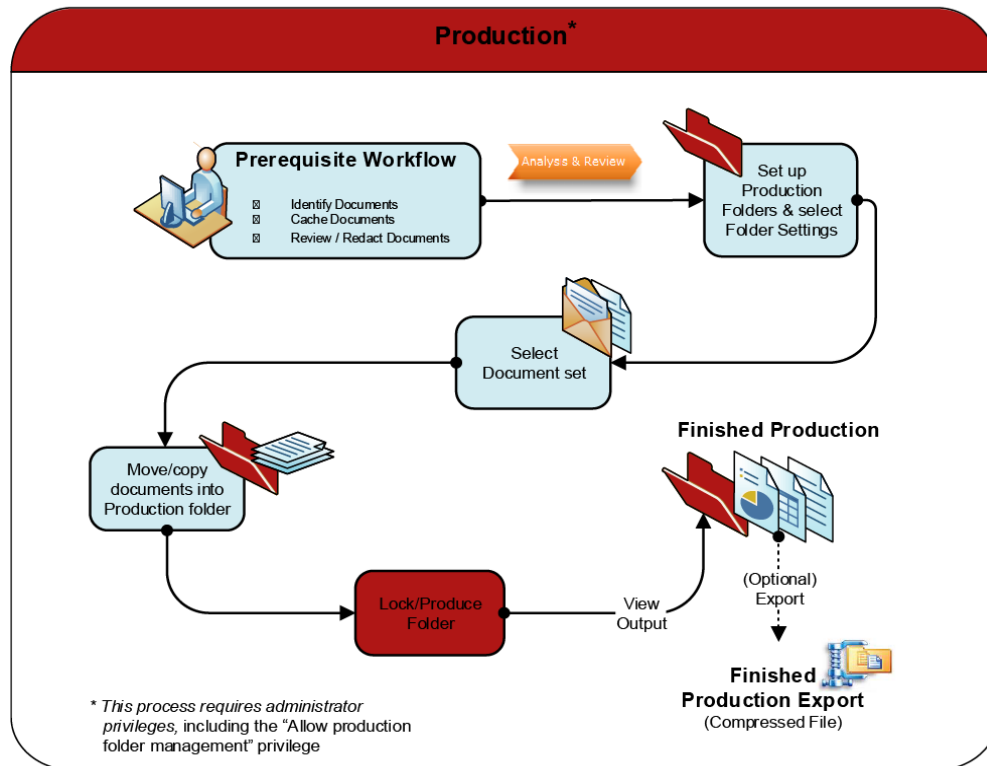 Production*
Prerequisite Workflow
Identify Documents
Cache Documents
Review / Redact Documents
Analyss & Review
Set up
Production
Folders & select
Folder Settings
Select
Document set
Move/copy
documents into
Production folder
Lock/Produce
Folder
View
Output
Finished Production
(Optional)
Export
Finished
Production Export
(Compressed File)
* This process requires administrator
privileges, including the “Allow production
folder management” privilege